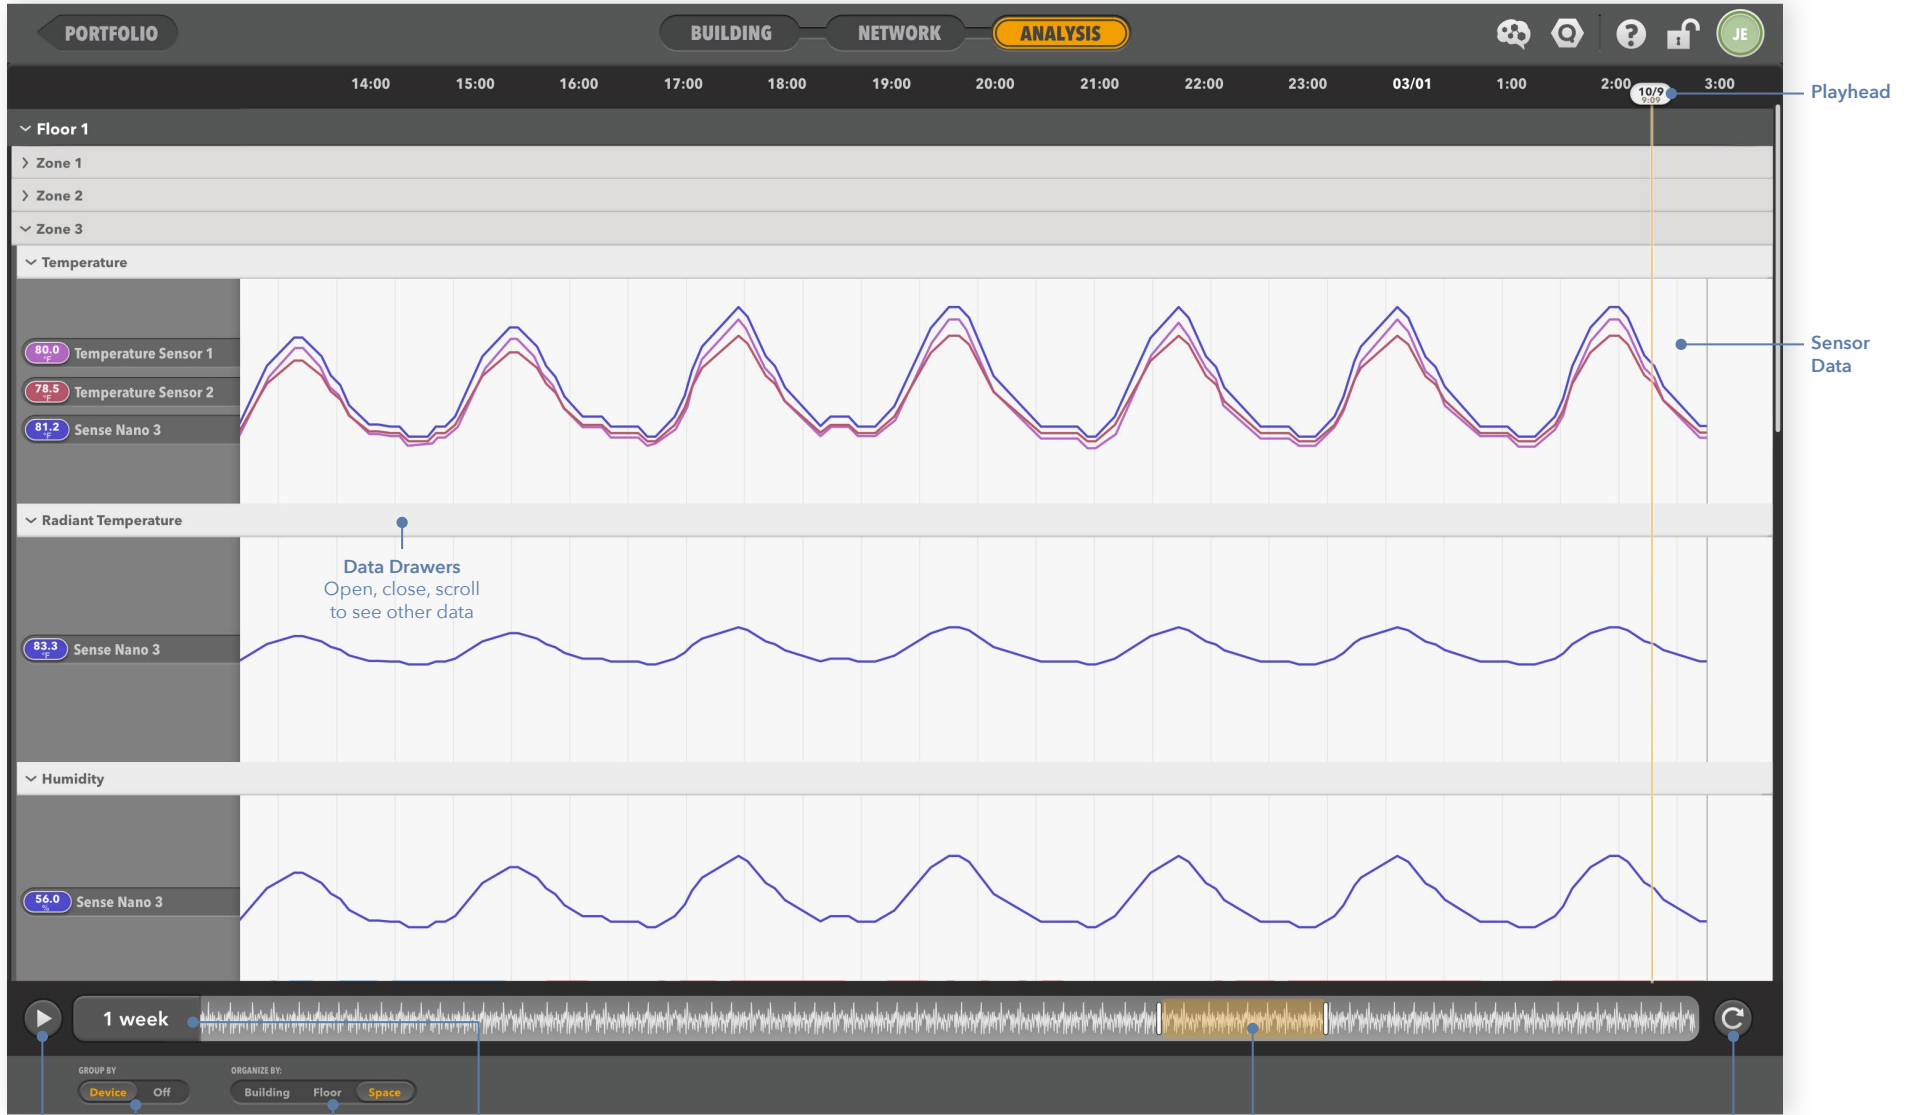 PORTFOLIO
BUILDING
NETWORK
ANALYSIS
JE
14:00 15:00 16:00 17:00 18:00 19:00 20:00 21:00 22:00 23:00 03/01 1:00 2:00 3:00
10/9
9:09
Playhead
Floor 1
Zone 1
Zone 2
Zone 3
Temperature
80.0
°F
Temperature Sensor 1
78.5
°F
Temperature Sensor 2
81.2
°F
Sense Nano 3
Sensor
Data
Radiant Temperature
Data Drawers
Open, close, scroll
to see other data
83.3
°F
Sense Nano 3
Humidity
56.0
%
Sense Nano 3
1 week
GROUP BY
Device Off
ORGANIZE BY:
Building Floor Space